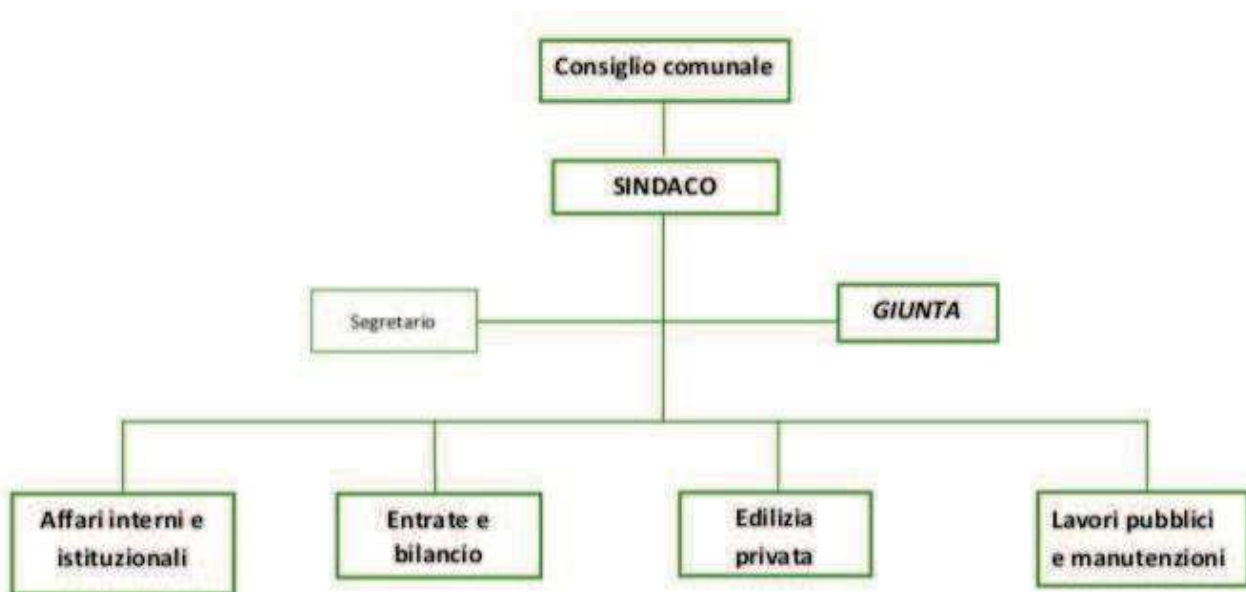 Consiglio comunale
SINDACO
Segretario
GIUNTA
Affari interni e
istituzionali
Entrate e
bilancio
Edilizia
privata
Lavori pubblici
e manutenzioni